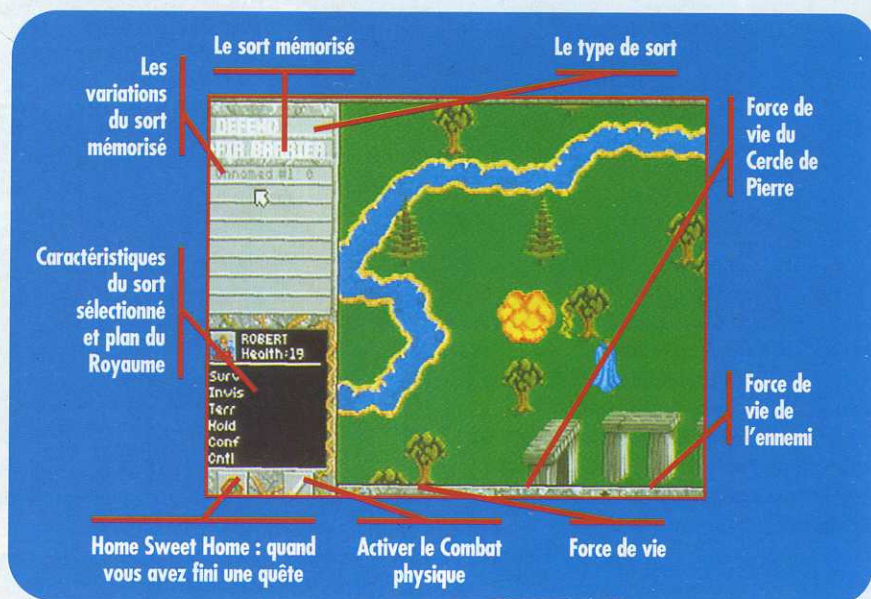 Le sort mémorisé
Le type de sort
Les
variations
du sort
mémorisé
Force de
vie du
Cercle de
Pierre
DEFEND
AIR BARRIER
Unnamed #1 0
Caractéristiques
du sort
sélectionné
et plan du
Royaume
ROBERT
Health:19
Surv
Invis
Terr
Hold
Conf
Cntl
Force de
vie de
l'ennemi
Home Sweet Home : quand
vous avez fini une quête
Activer le Combat
physique
Force de vie